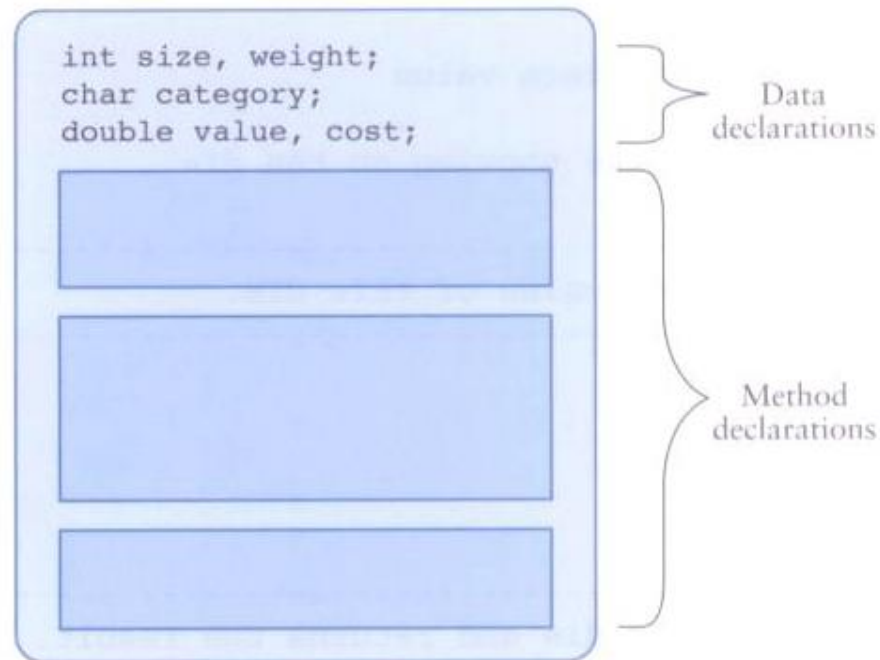 int size, weight;
char category;
double value, cost;
Data
declarations
Method
declarations